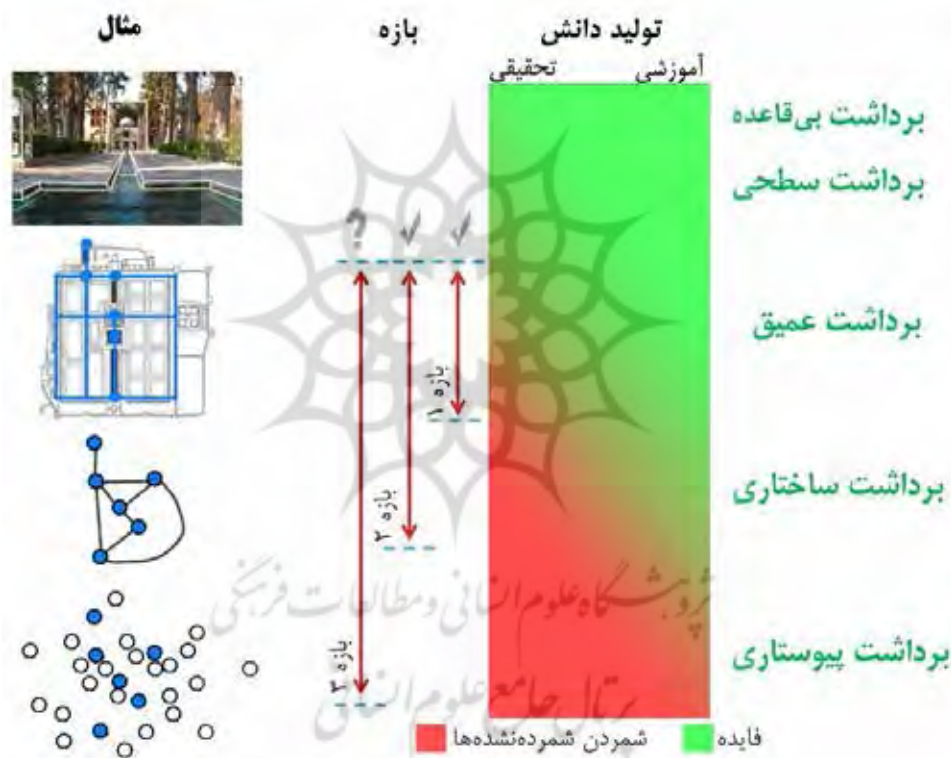 تولید دانش
بازه
مثال
آموزشی
تحقیقی
برداشت بی‌قاعده
برداشت سطحی
؟
برداشت عمیق
بازه ۱
بازه ۲
بازه ۳
برداشت ساختاری
برداشت پیوستاری
پژوهشگاه علوم انسانی و مطالعات فرهنگی
پرتال جامع علوم انسانی
فایده
شمردن شمرده‌نشده‌ها